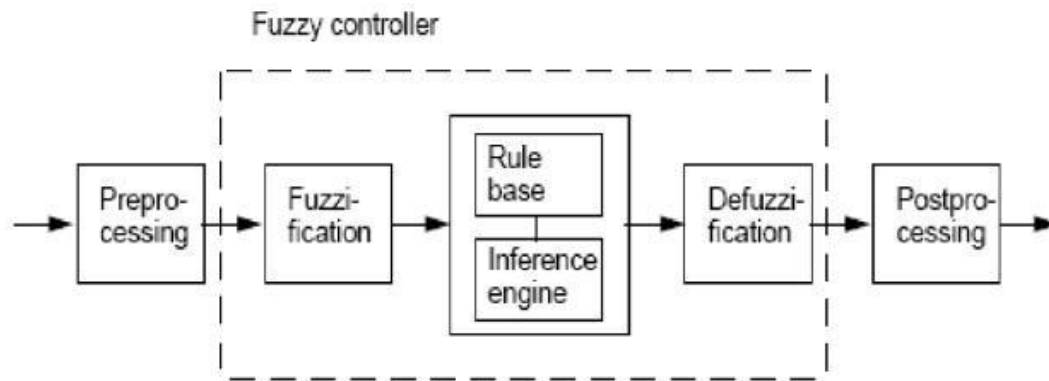 Fuzzy controller
Prepro-
cessing
Fuzzi-
fication
Rule
base
Inference
engine
Defuzzi-
fication
Postpro-
cessing